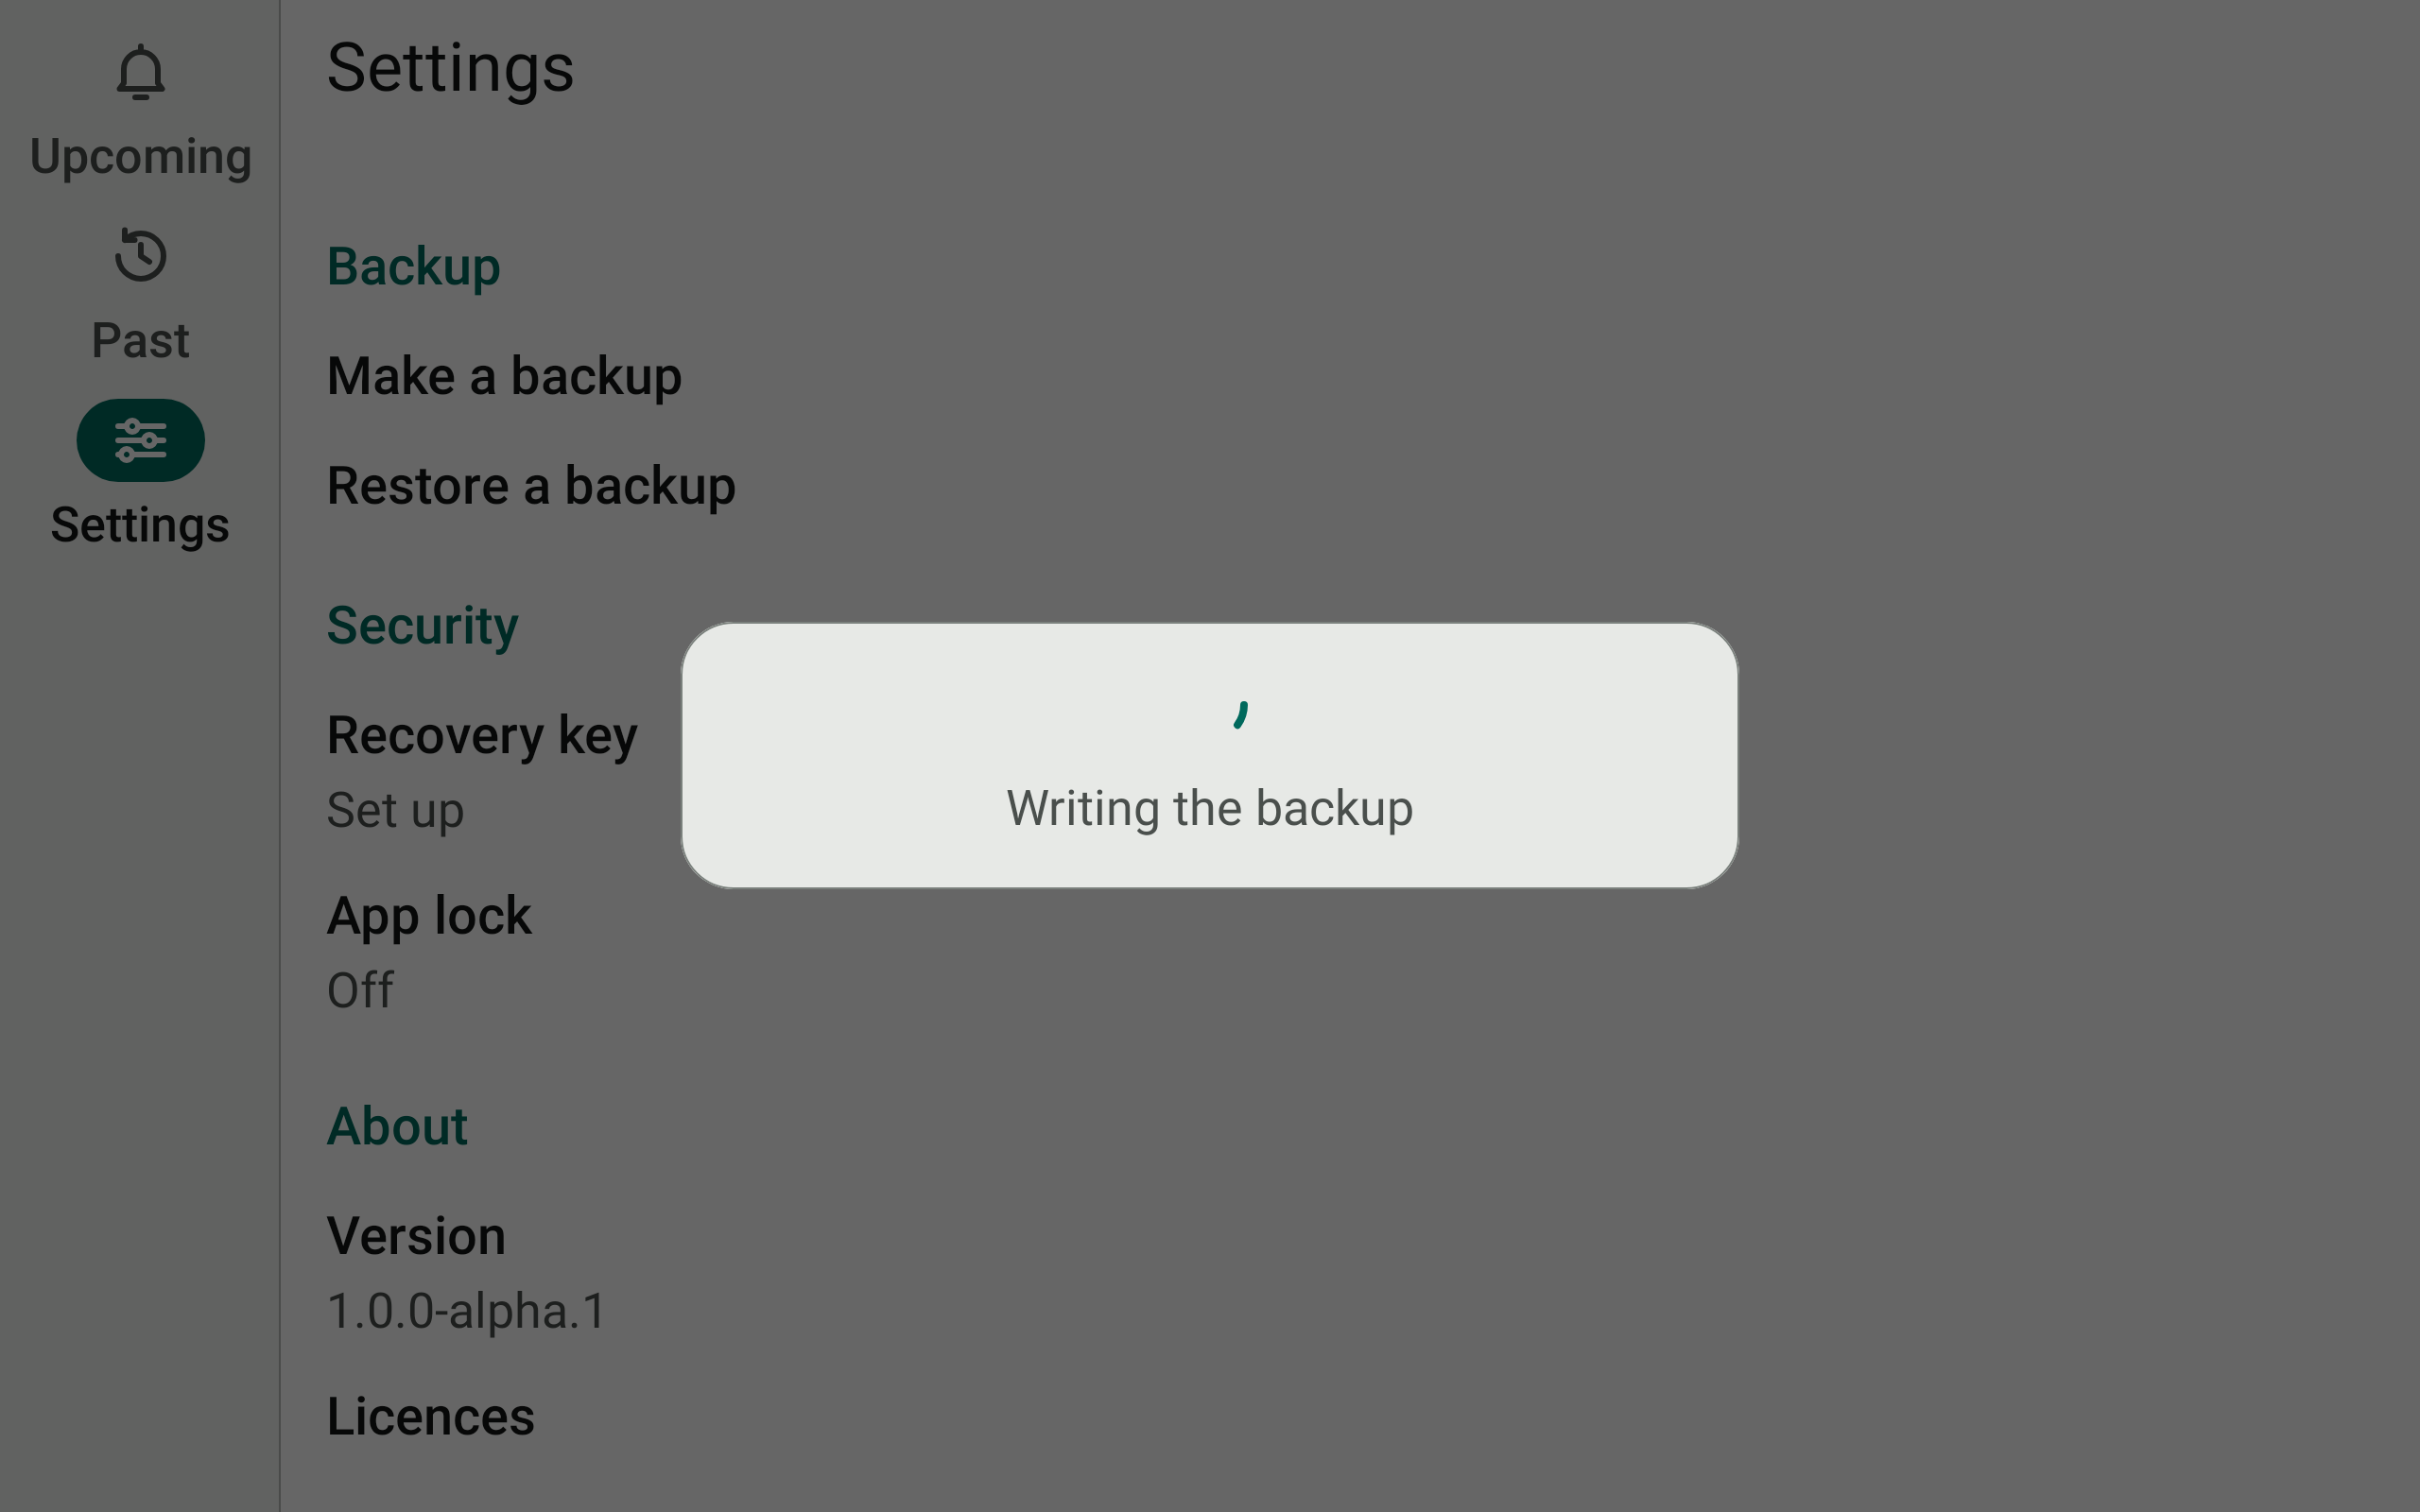 Upcoming
Past
Settings
Settings
Backup
Make a backup
Restore a backup
Security
Recovery key
Set up
App lock
Off
About
Version
1.0.0-alpha.1
Licences
Writing the backup